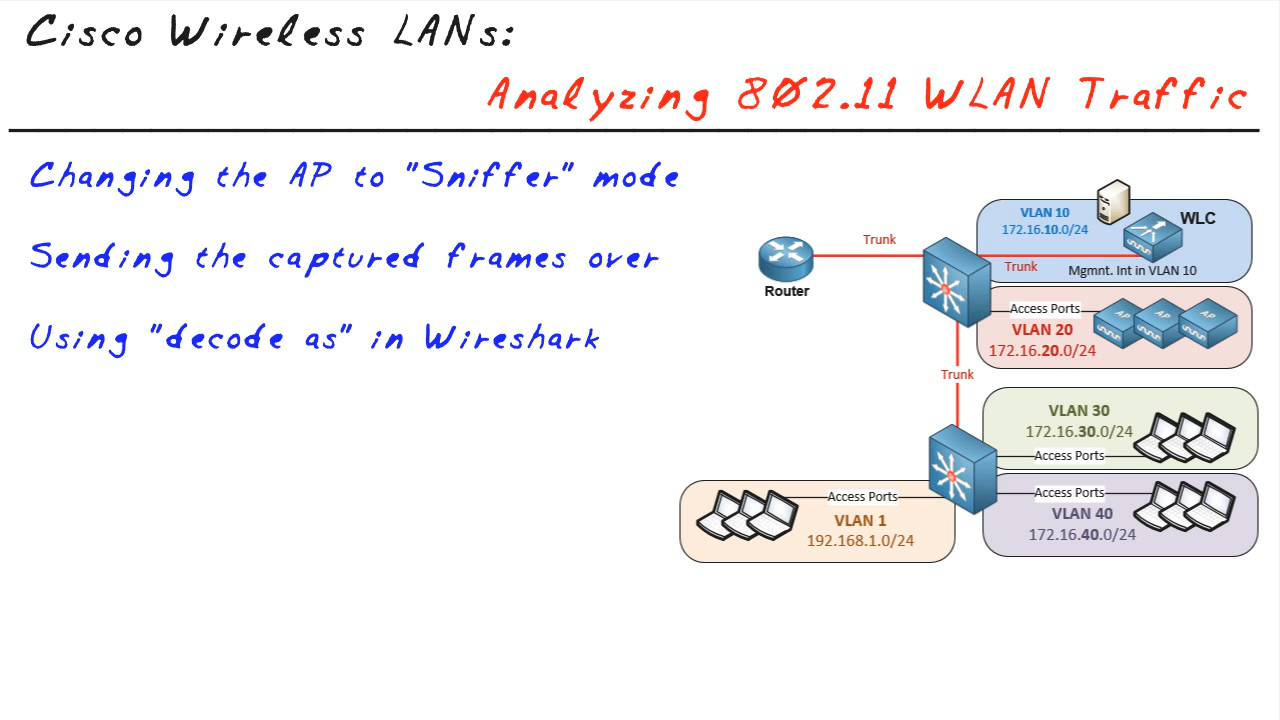 Cisco Wireless LANs:
Analyzing 802.11 WLAN Traffic
Changing the AP to "Sniffer" mode
Sending the captured frames over
Using "decode as" in Wireshark
VLAN 10
172.16.10.0/24
WLC
Trunk
Trunk
Mgmnt. Int in VLAN 10
Router
Access Ports
AP
AP
AP
VLAN 20
172.16.20.0/24
Trunk
VLAN 30
172.16.30.0/24
Access Ports
Access Ports
VLAN 40
172.16.40.0/24
Access Ports
VLAN 1
192.168.1.0/24